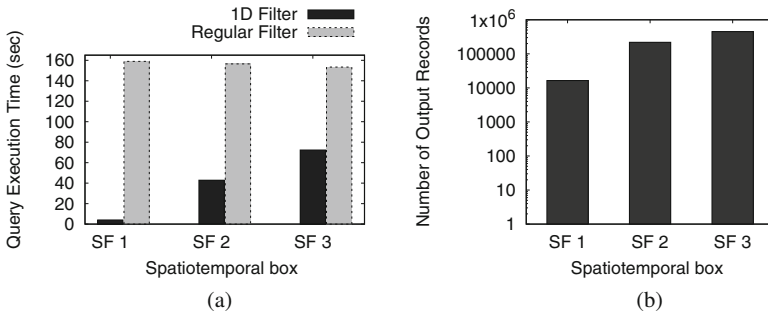 1D Filter
Regular Filter
Query Execution Time (sec)
160
140
120
100
80
60
40
20
0
SF 1 SF 2 SF 3
Spatiotemporal box
(a)
Number of Output Records
1x10^6
100000
10000
1000
100
10
1
SF 1 SF 2 SF 3
Spatiotemporal box
(b)